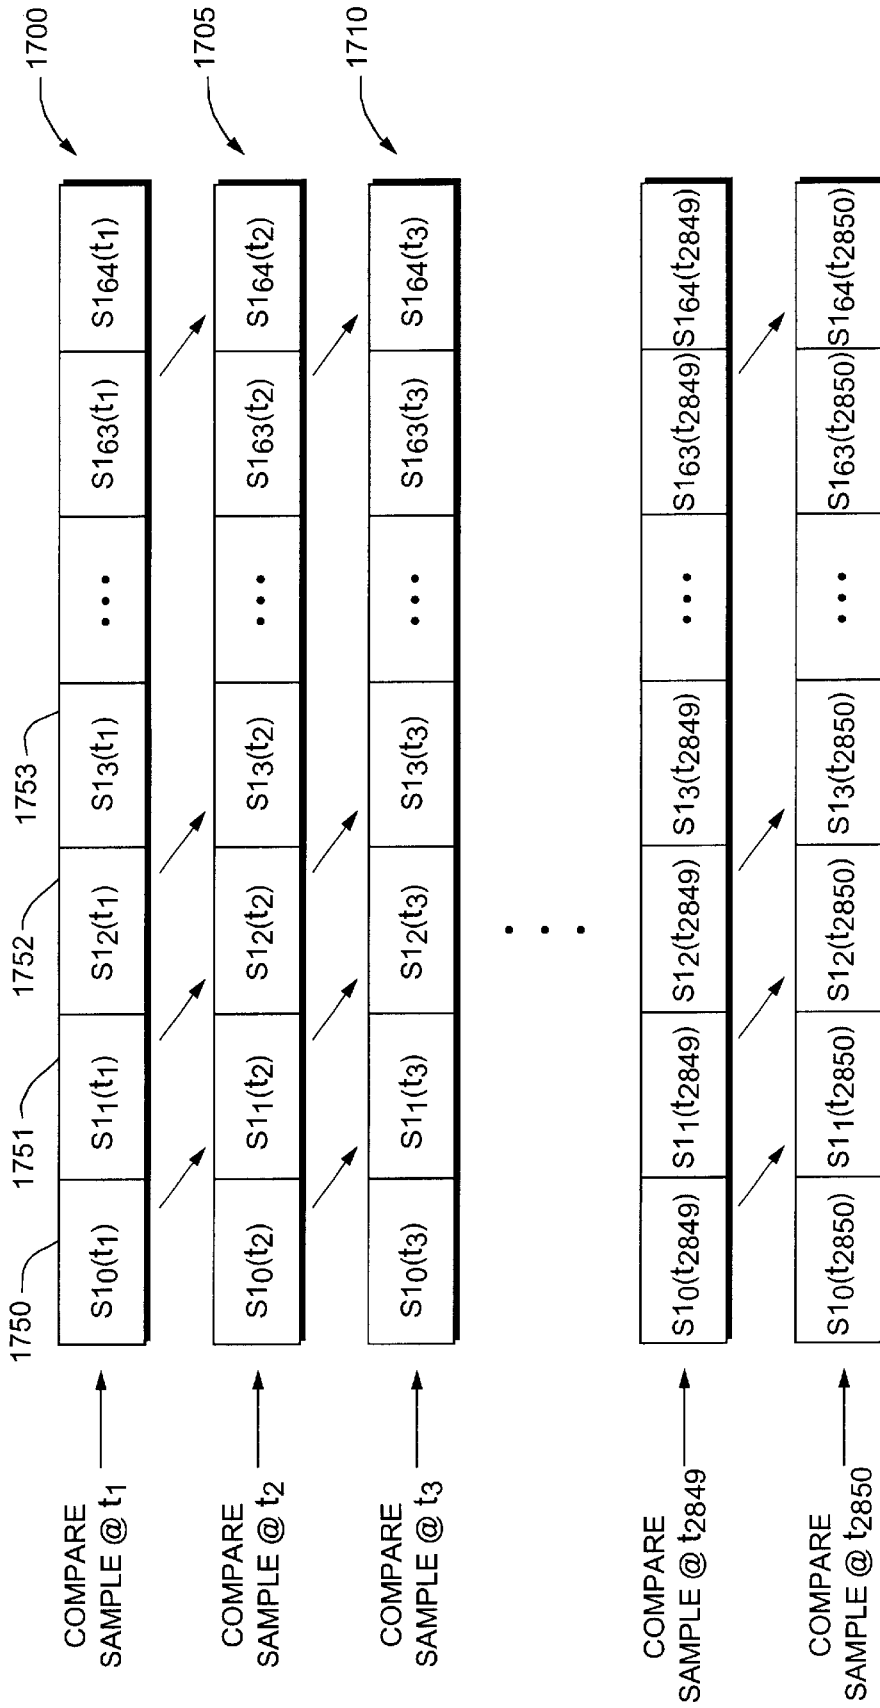 1750
1751
1752
1753
1700
COMPARE
SAMPLE @ t1
S10(t1)
S11(t1)
S12(t1)
S13(t1)
• • •
S163(t1)
S164(t1)
1705
COMPARE
SAMPLE @ t2
S10(t2)
S11(t2)
S12(t2)
S13(t2)
• • •
S163(t2)
S164(t2)
1710
COMPARE
SAMPLE @ t3
S10(t3)
S11(t3)
S12(t3)
S13(t3)
• • •
S163(t3)
S164(t3)
• • •
COMPARE
SAMPLE @ t2849
S10(t2849)
S11(t2849)
S12(t2849)
S13(t2849)
• • •
S163(t2849)
S164(t2849)
COMPARE
SAMPLE @ t2850
S10(t2850)
S11(t2850)
S12(t2850)
S13(t2850)
• • •
S163(t2850)
S164(t2850)